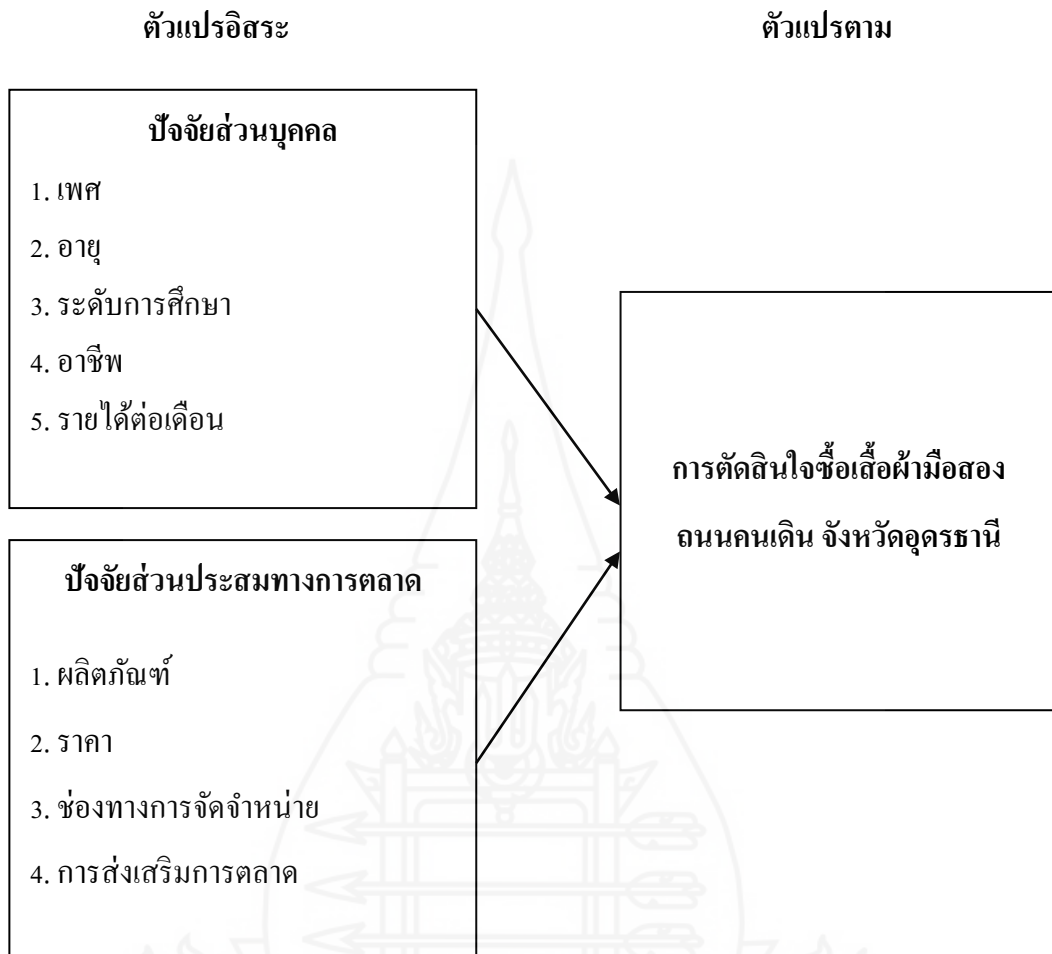 ตัวแปรอิสระ
ตัวแปรตาม
ปัจจัยส่วนบุคคล
1. เพศ
2. อายุ
3. ระดับการศึกษา
4. อาชีพ
5. รายได้ต่อเดือน
ปัจจัยส่วนประสมทางการตลาด
1. ผลิตภัณฑ์
2. ราคา
3. ช่องทางการจัดจำหน่าย
4. การส่งเสริมการตลาด
การตัดสินใจซื้อเสื้อผ้ามือสอง
ถนนคนเดิน จังหวัดอุดรธานี